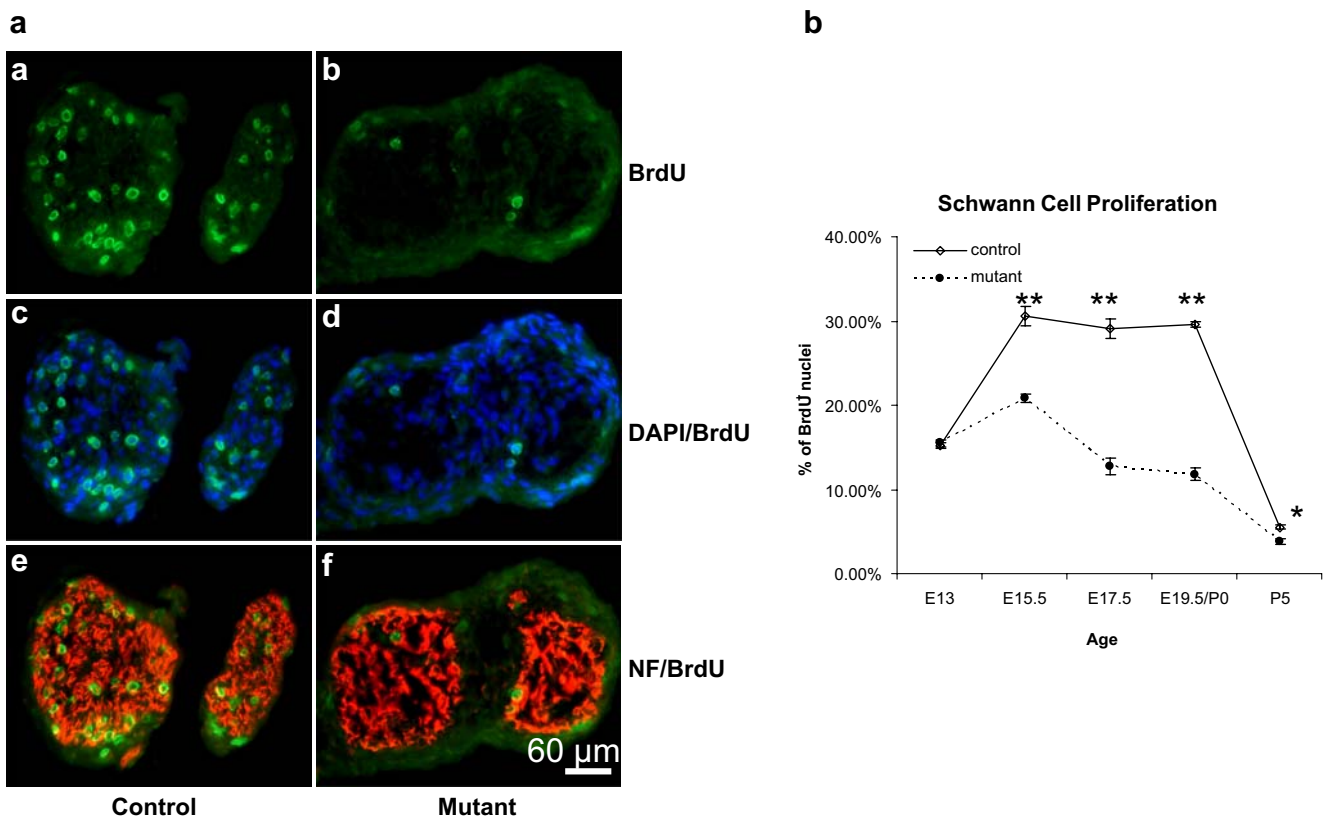 a
b
a
b
BrdU
c
d
DAPI/BrdU
e
f
NF/BrdU
60 µm
Control
Mutant
Schwann Cell Proliferation
40.00%
30.00%
20.00%
10.00%
0.00%
% of BrdU nuclei
control
mutant
**
**
**
*
E13
E15.5
E17.5
E19.5/P0
P5
Age